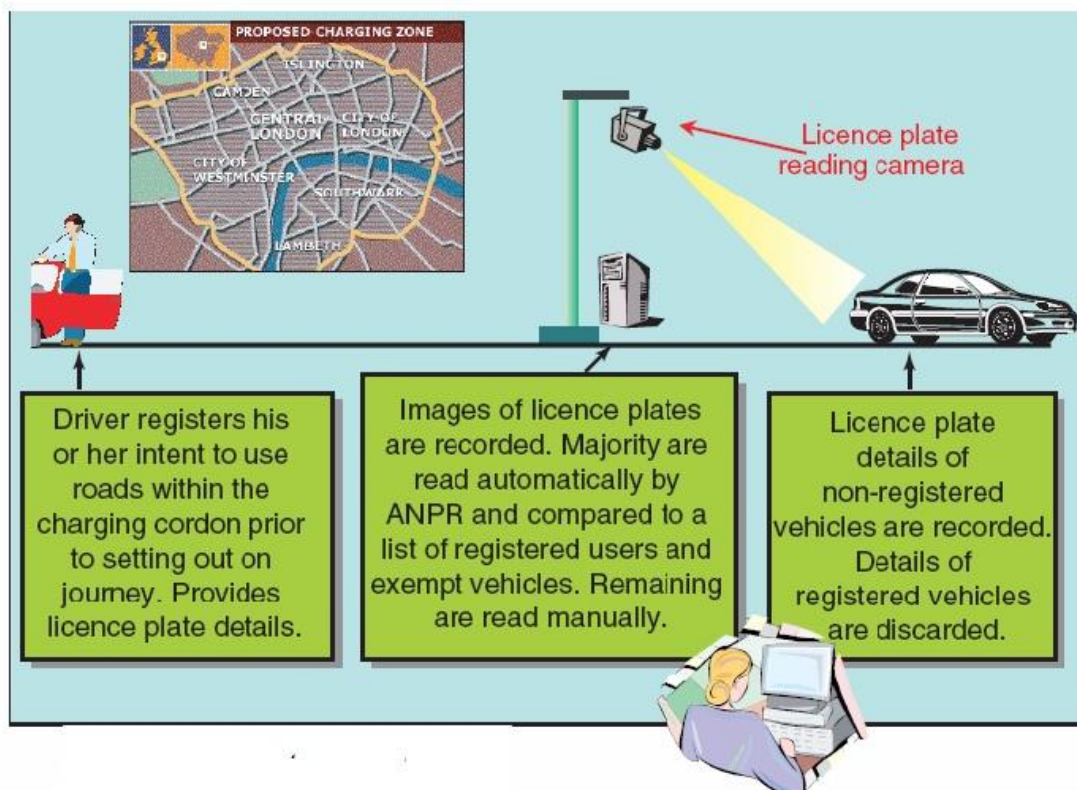 PROPOSED CHARGING ZONE
ISLINGTON
CAMDEN
CENTRAL
LONDON
CITY OF
LONDON
CITY OF
WESTMINSTER
SOUTHWARK
LAMBETH
Licence plate
reading camera
Driver registers his
or her intent to use
roads within the
charging cordon prior
to setting out on
journey. Provides
licence plate details.
Images of licence plates
are recorded. Majority are
read automatically by
ANPR and compared to a
list of registered users and
exempt vehicles. Remaining
are read manually.
Licence plate
details of
non-registered
vehicles are recorded.
Details of
registered vehicles
are discarded.